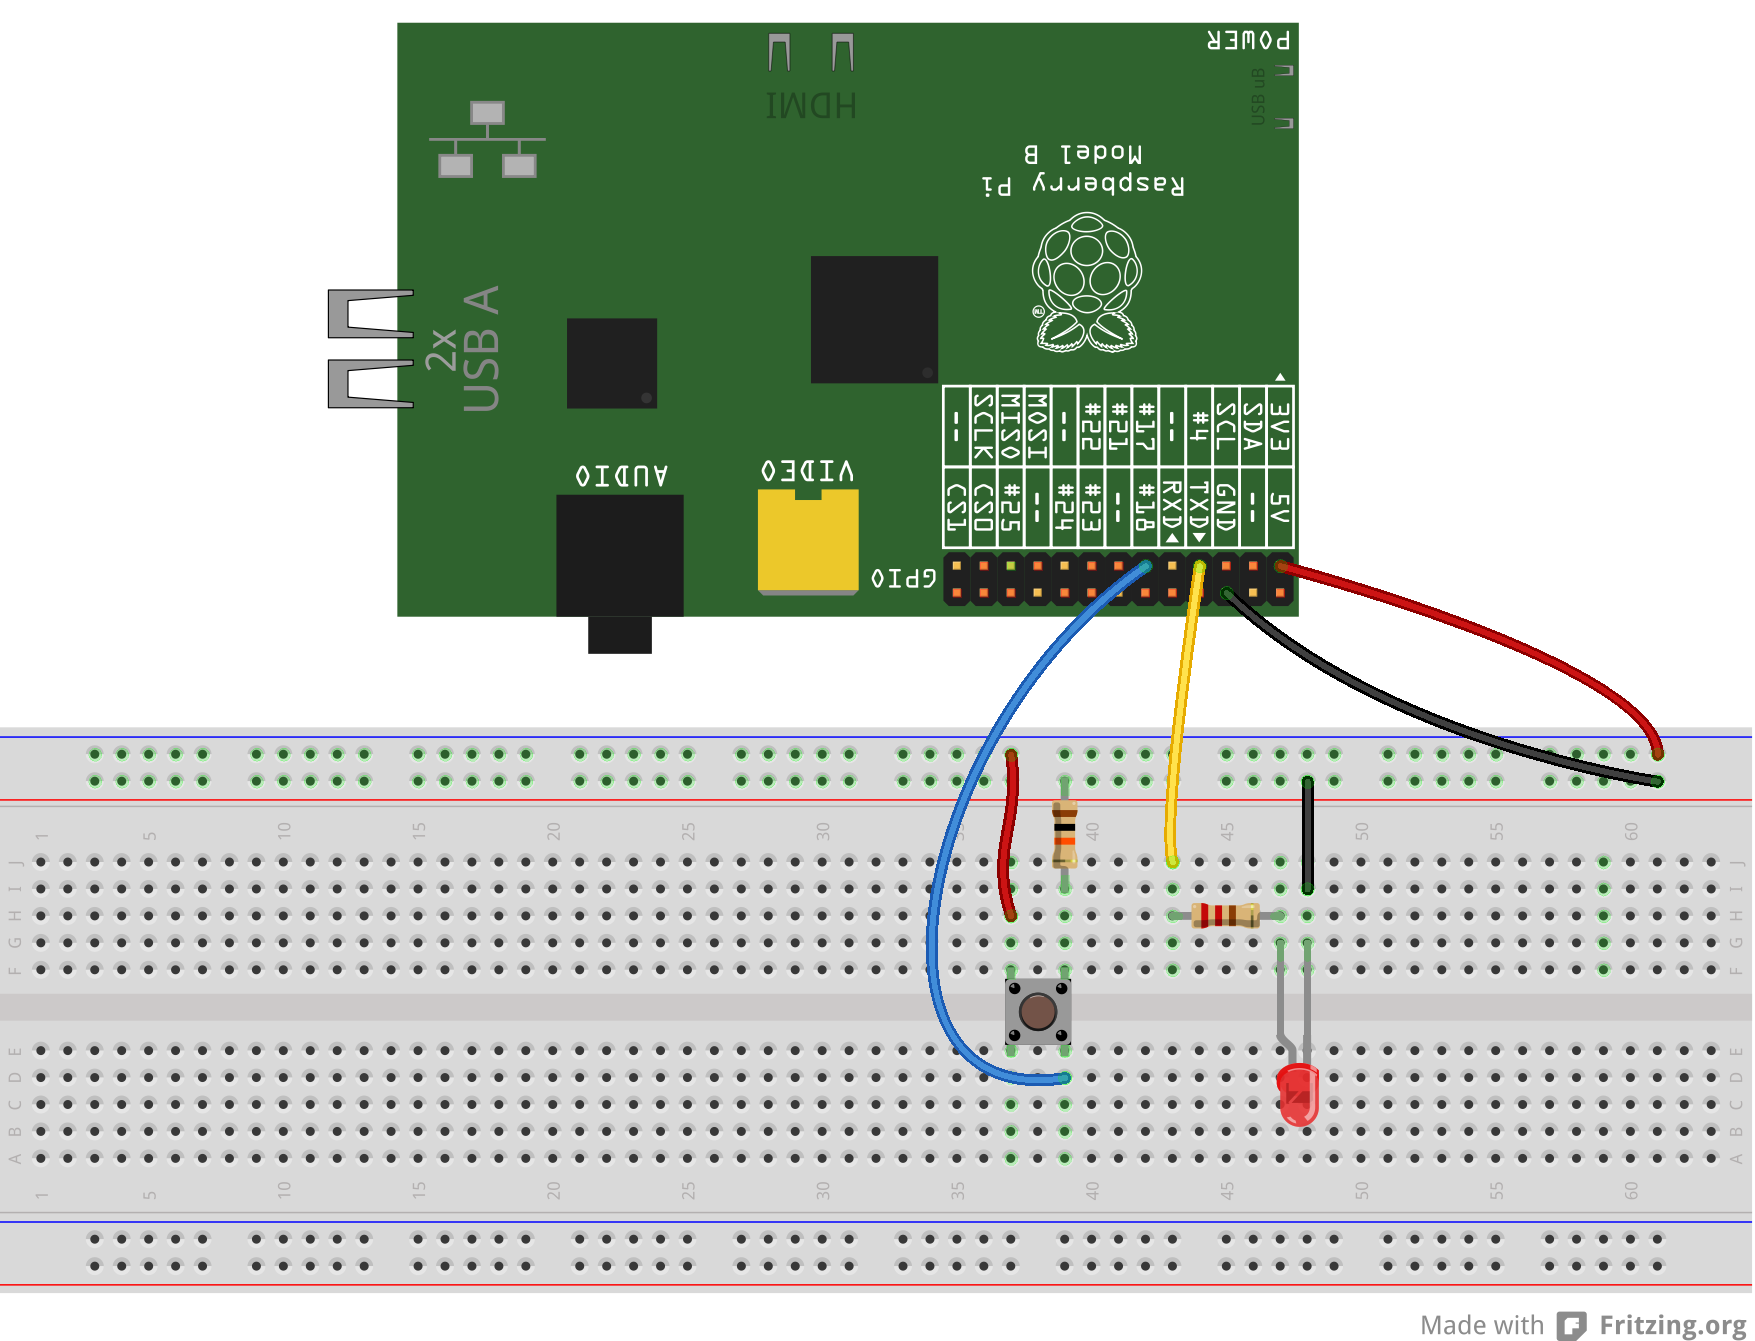 POWER
USB uB
HDMI
Raspberry Pi
Model B
2x
USB A
AUDIO
VIDEO
GPIO
-- SCLK MISO MOSI -- #22 #21 #17 -- #4 SCL SDA 3V3
CS1 CS0 #25 -- #24 #23 -- #18 RXD TXD GND -- 5V
1 5 10 15 20 25 30 35 40 45 50 55 60
J J
I I
H H
G G
F F
E E
D D
C C
B B
A A
1 5 10 15 20 25 30 35 40 45 50 55 60
Made with Fritzing.org